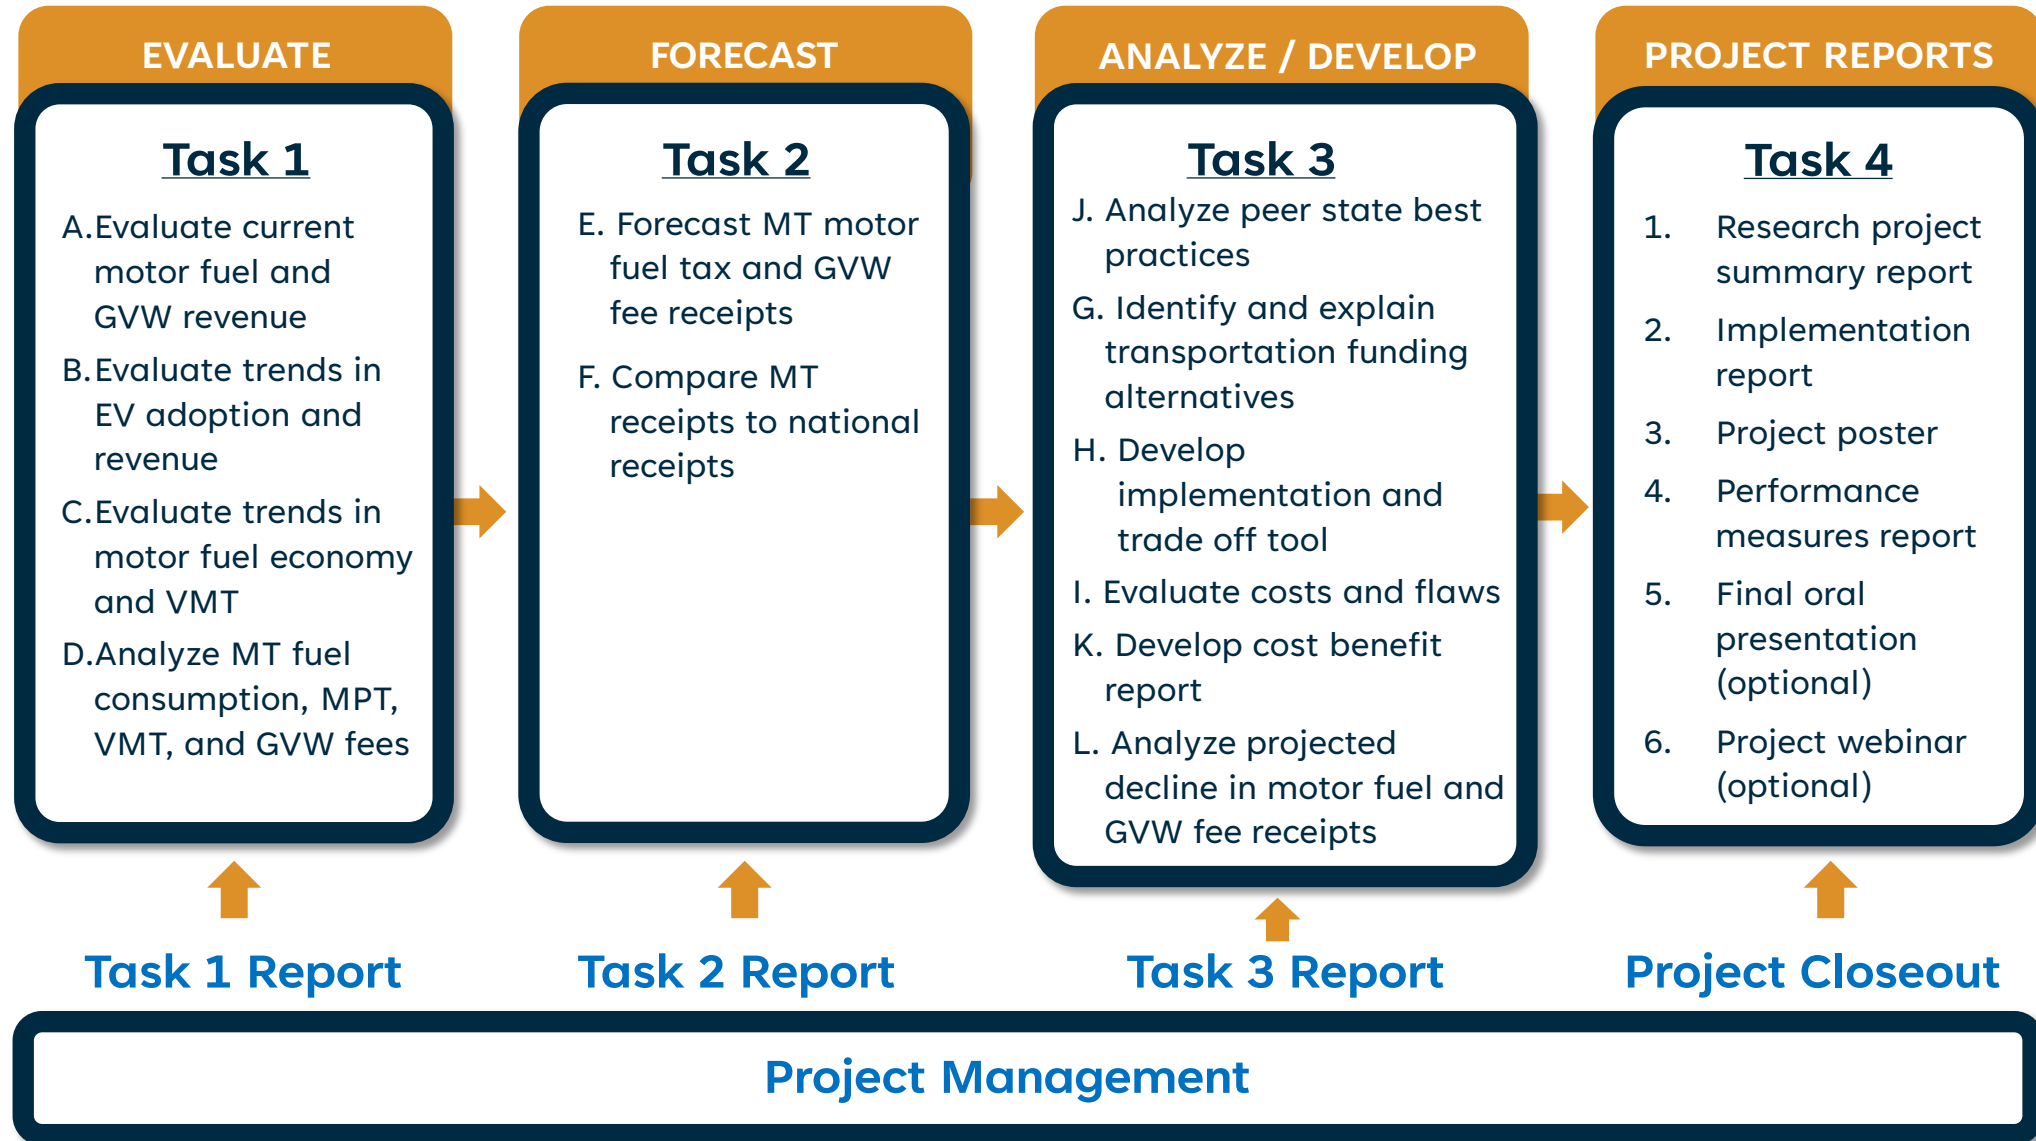 EVALUATE
Task 1
A.Evaluate current
motor fuel and
GVW revenue
B.Evaluate trends in
EV adoption and
revenue
C.Evaluate trends in
motor fuel economy
and VMT
D.Analyze MT fuel
consumption, MPT,
VMT, and GVW fees
Task 1 Report
FORECAST
Task 2
E. Forecast MT motor
fuel tax and GVW
fee receipts
F. Compare MT
receipts to national
receipts
Task 2 Report
ANALYZE / DEVELOP
Task 3
J. Analyze peer state best
practices
G. Identify and explain
transportation funding
alternatives
H. Develop
implementation and
trade off tool
I. Evaluate costs and flaws
K. Develop cost benefit
report
L. Analyze projected
decline in motor fuel and
GVW fee receipts
Task 3 Report
PROJECT REPORTS
Task 4
1. Research project
summary report
2. Implementation
report
3. Project poster
4. Performance
measures report
5. Final oral
presentation
(optional)
6. Project webinar
(optional)
Project Closeout
Project Management